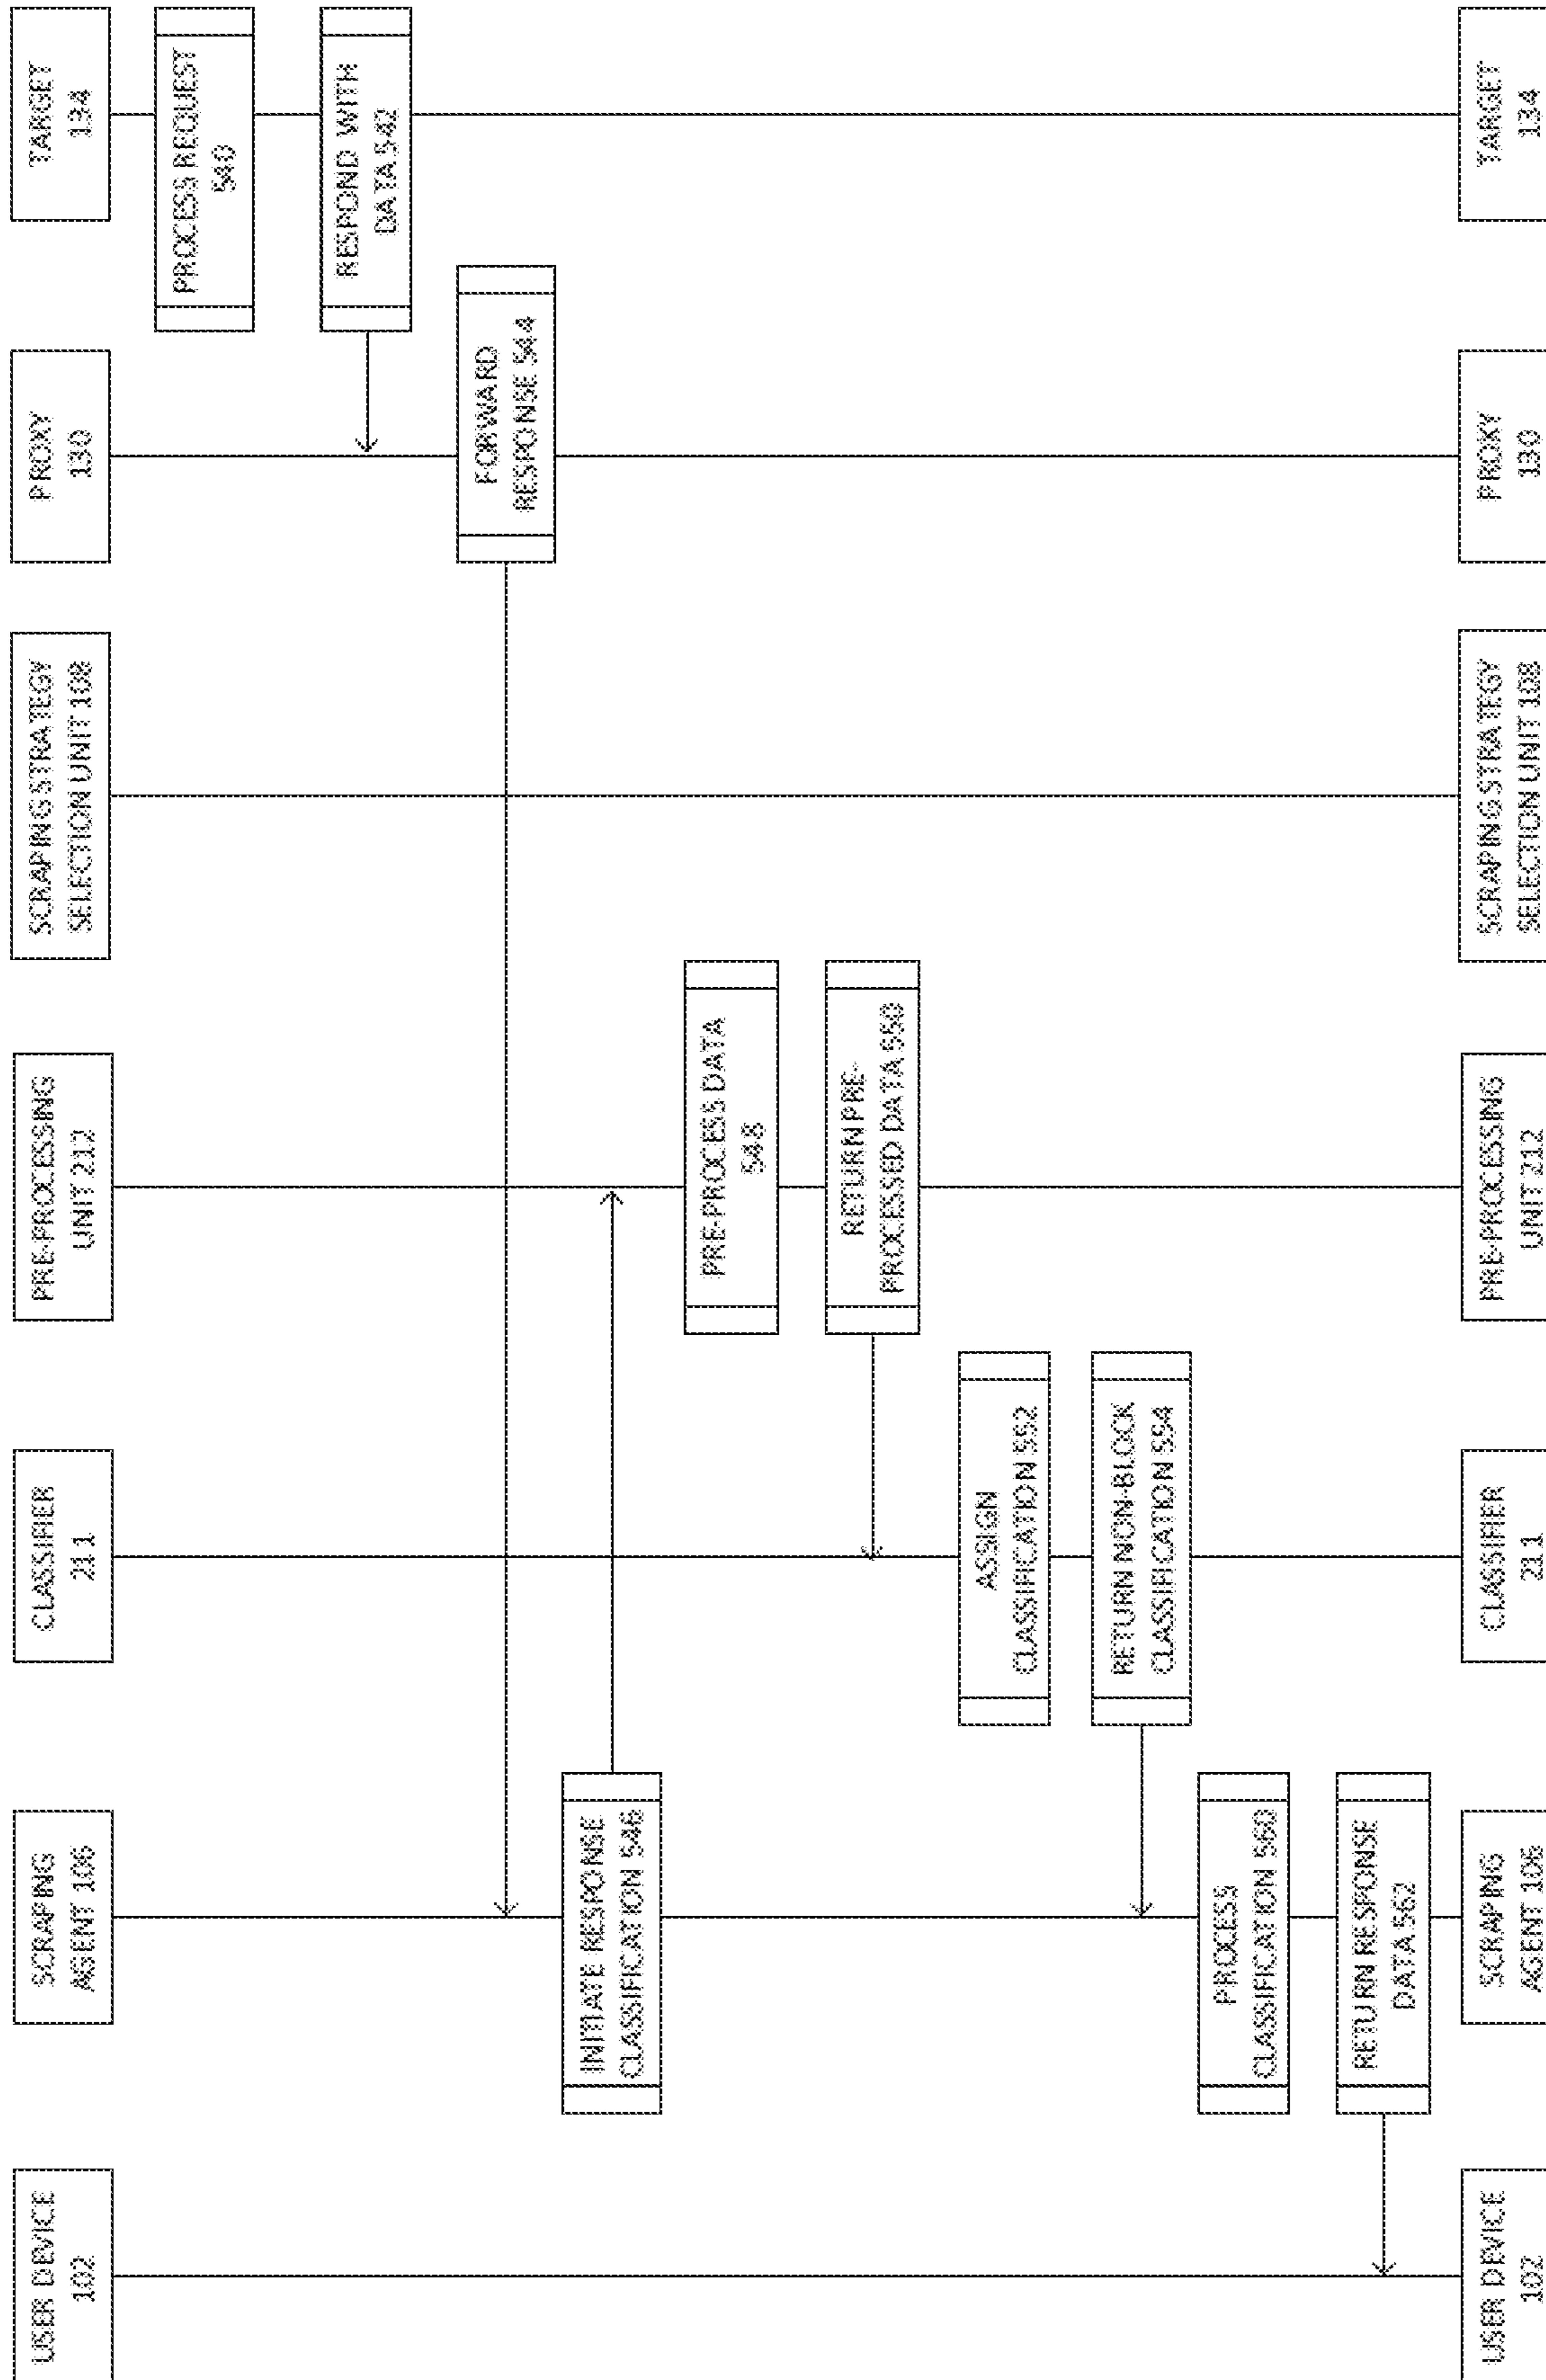 USER DEVICE
102
SCRAPING
AGENT 106
CLASSIFIER
211
PRE-PROCESSING
UNIT 212
SCRAPING STRATEGY
SELECTION UNIT 108
PROXY
130
TARGET
134
PROCESS REQUEST
540
RESPOND WITH
DATA 542
FORWARD
RESPONSE 544
INITIATE RESPONSE
CLASSIFICATION 546
PRE-PROCESS DATA
548
RETURN PRE-
PROCESSED DATA 550
ASSIGN
CLASSIFICATION 552
RETURN NON-BLOCK
CLASSIFICATION 554
PROCESS
CLASSIFICATION 560
RETURN RESPONSE
DATA 562
USER DEVICE
102
SCRAPING
AGENT 106
CLASSIFIER
211
PRE-PROCESSING
UNIT 212
SCRAPING STRATEGY
SELECTION UNIT 108
PROXY
130
TARGET
134